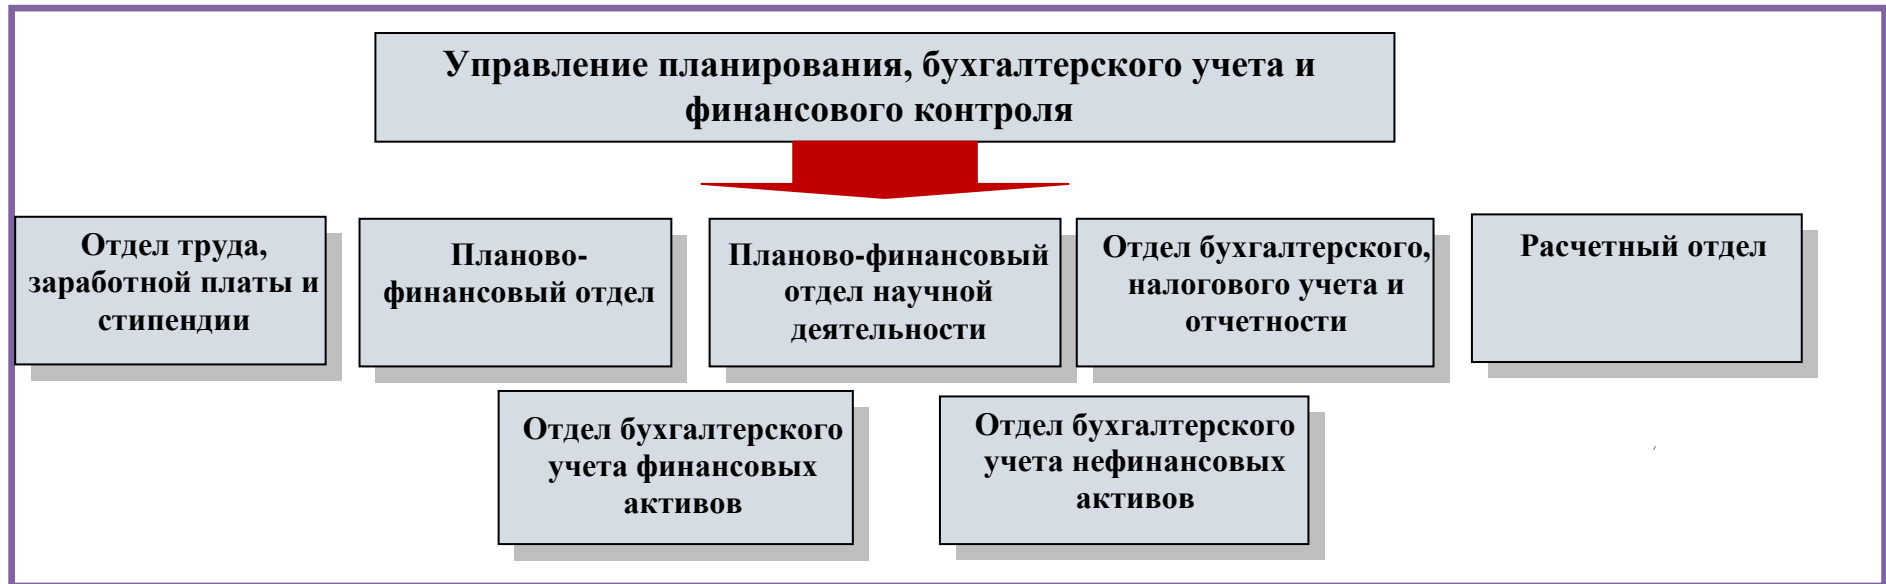 Управление планирования, бухгалтерского учета и
финансового контроля
Отдел труда,
заработной платы и
стипендии
Планово-
финансовый отдел
Планово-финансовый
отдел научной
деятельности
Отдел бухгалтерского,
налогового учета и
отчетности
Расчетный отдел
Отдел бухгалтерского
учета финансовых
активов
Отдел бухгалтерского
учета нефинансовых
активов